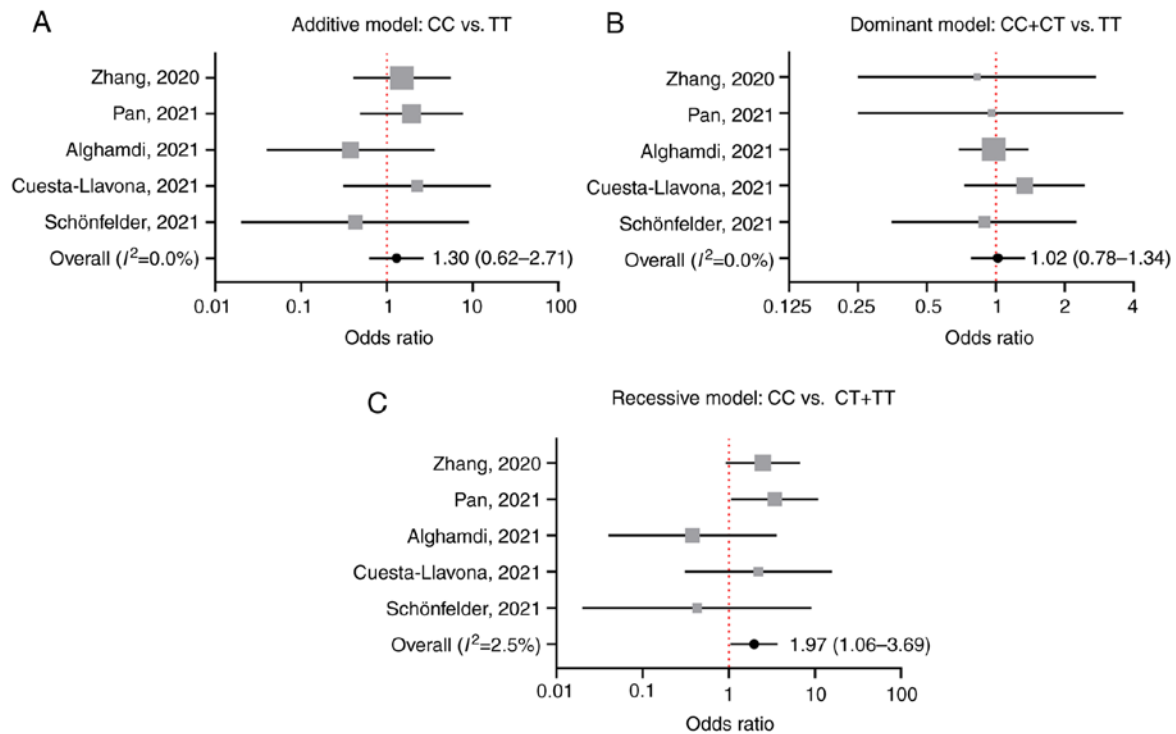 A
Additive model: CC vs. TT
Zhang, 2020
Pan, 2021
Alghamdi, 2021
Cuesta-Llavona, 2021
Schönfelder, 2021
Overall (I²=0.0%)
1.30 (0.62–2.71)
0.01 0.1 1 10 100
Odds ratio
B
Dominant model: CC+CT vs. TT
Zhang, 2020
Pan, 2021
Alghamdi, 2021
Cuesta-Llavona, 2021
Schönfelder, 2021
Overall (I²=0.0%)
1.02 (0.78–1.34)
0.125 0.25 0.5 1 2 4
Odds ratio
C
Recessive model: CC vs. CT+TT
Zhang, 2020
Pan, 2021
Alghamdi, 2021
Cuesta-Llavona, 2021
Schönfelder, 2021
Overall (I²=2.5%)
1.97 (1.06–3.69)
0.01 0.1 1 10 100
Odds ratio